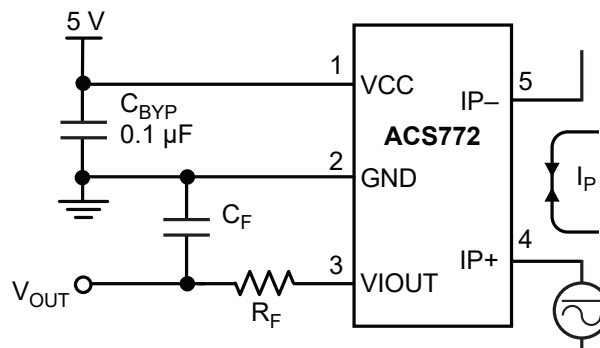 5 V
1
VCC
C_BYP
0.1 µF
5
IP–
ACS772
2
GND
I_P
C_F
4
IP+
3
VIOUT
V_OUT
R_F